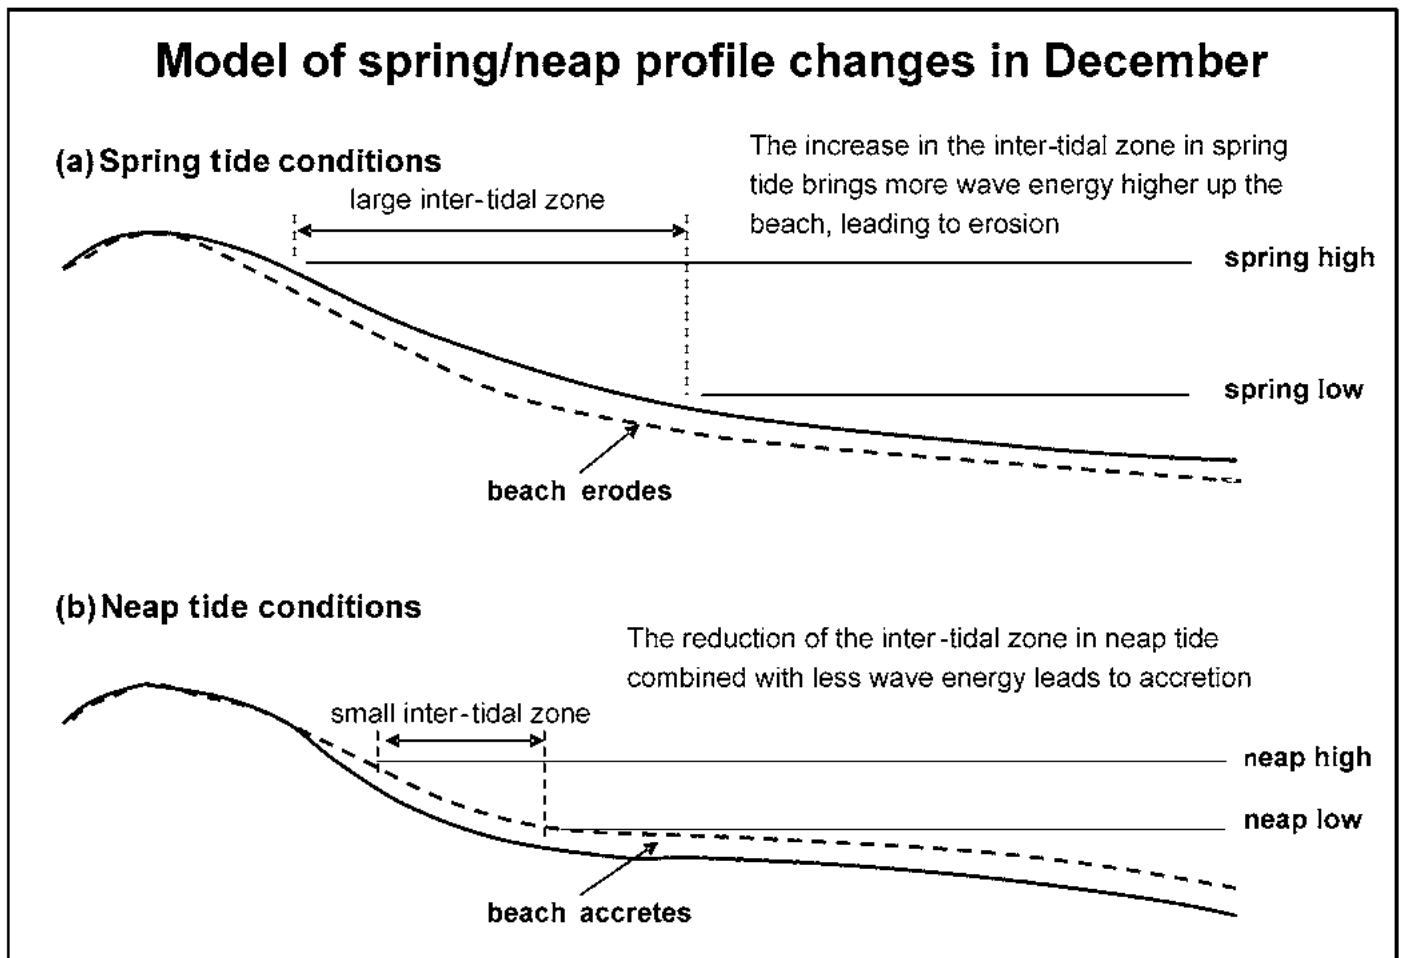 Model of spring/neap profile changes in December
(a) Spring tide conditions
The increase in the inter-tidal zone in spring
tide brings more wave energy higher up the
beach, leading to erosion
large inter-tidal zone
spring high
spring low
beach erodes
(b) Neap tide conditions
The reduction of the inter-tidal zone in neap tide
combined with less wave energy leads to accretion
small inter-tidal zone
neap high
neap low
beach accretes